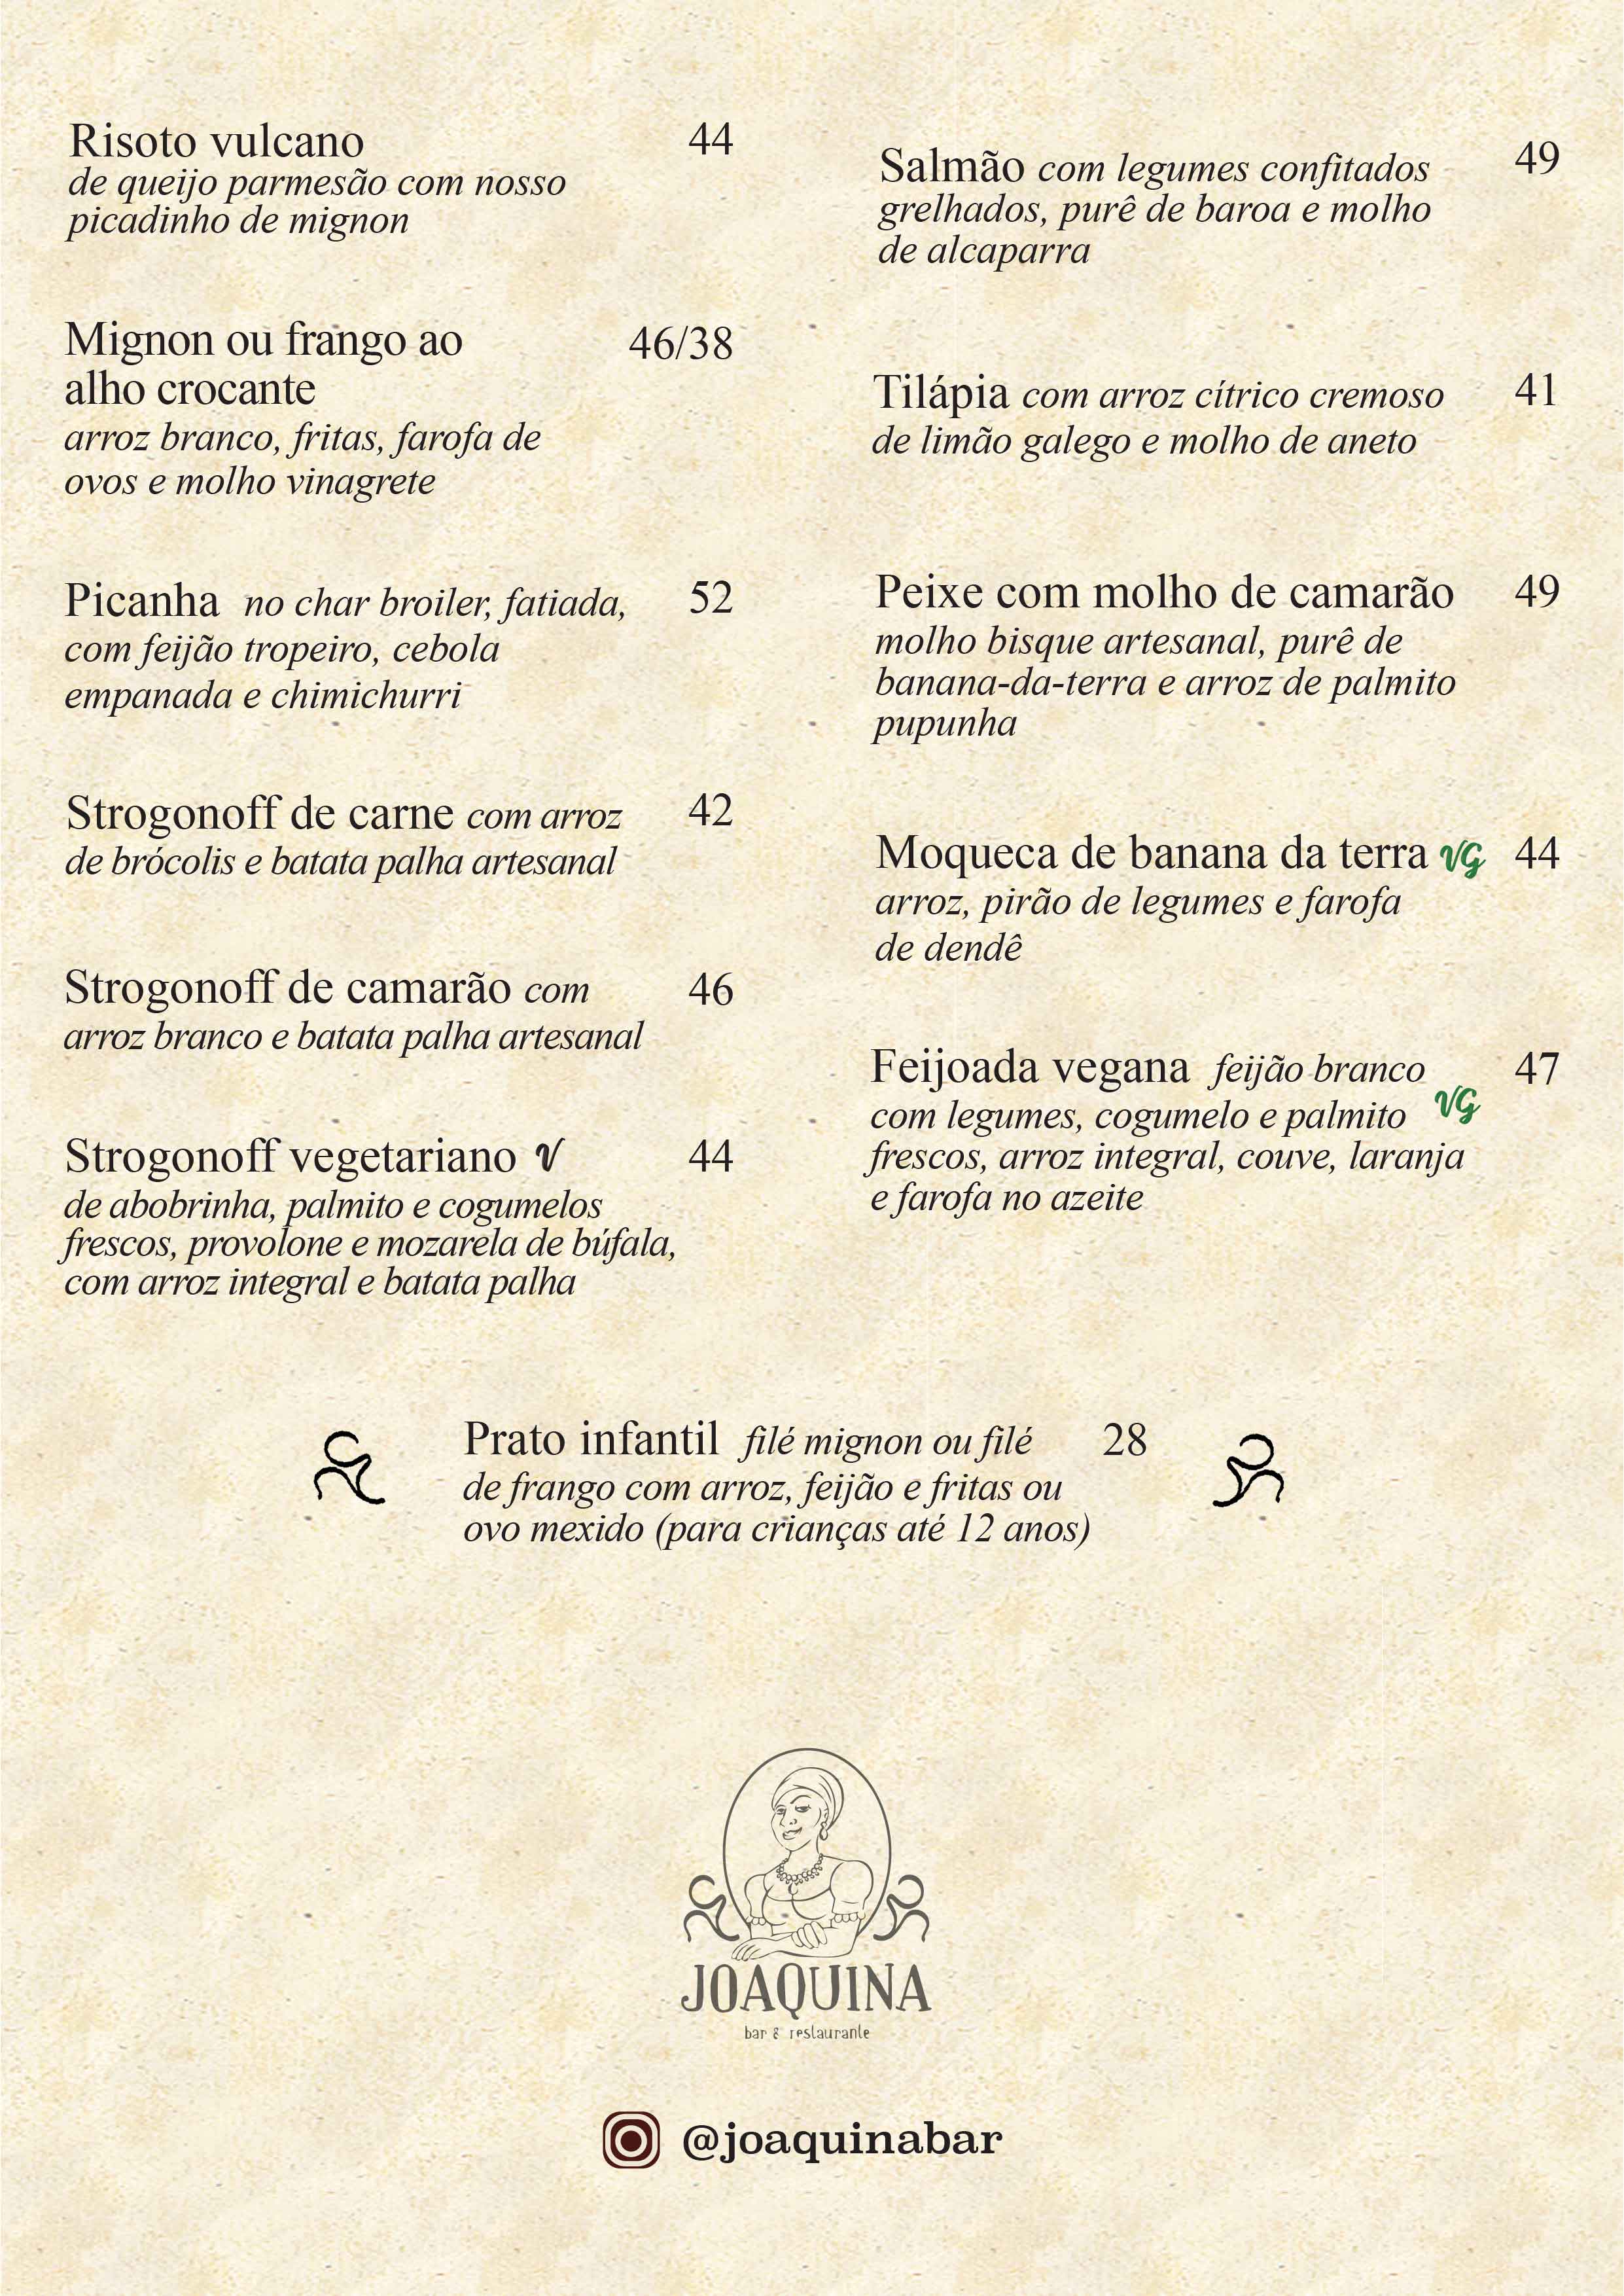 Risoto vulcano 44
de queijo parmesão com nosso
picadinho de mignon
Mignon ou frango ao 46/38
alho crocante
arroz branco, fritas, farofa de
ovos e molho vinagrete
Picanha no char broiler, fatiada, 52
com feijão tropeiro, cebola
empanada e chimichurri
Strogonoff de carne com arroz 42
de brócolis e batata palha artesanal
Strogonoff de camarão com 46
arroz branco e batata palha artesanal
Strogonoff vegetariano V 44
de abobrinha, palmito e cogumelos
frescos, provolone e mozarela de búfala,
com arroz integral e batata palha
Salmão com legumes confitados 49
grelhados, purê de baroa e molho
de alcaparra
Tilápia com arroz cítrico cremoso 41
de limão galego e molho de aneto
Peixe com molho de camarão 49
molho bisque artesanal, purê de
banana-da-terra e arroz de palmito
pupunha
Moqueca de banana da terra VG 44
arroz, pirão de legumes e farofa
de dendê
Feijoada vegana feijão branco 47
com legumes, cogumelo e palmito VG
frescos, arroz integral, couve, laranja
e farofa no azeite
Prato infantil filé mignon ou filé 28
de frango com arroz, feijão e fritas ou
ovo mexido (para crianças até 12 anos)
JOAQUINA
bar & restaurante
@joaquinabar